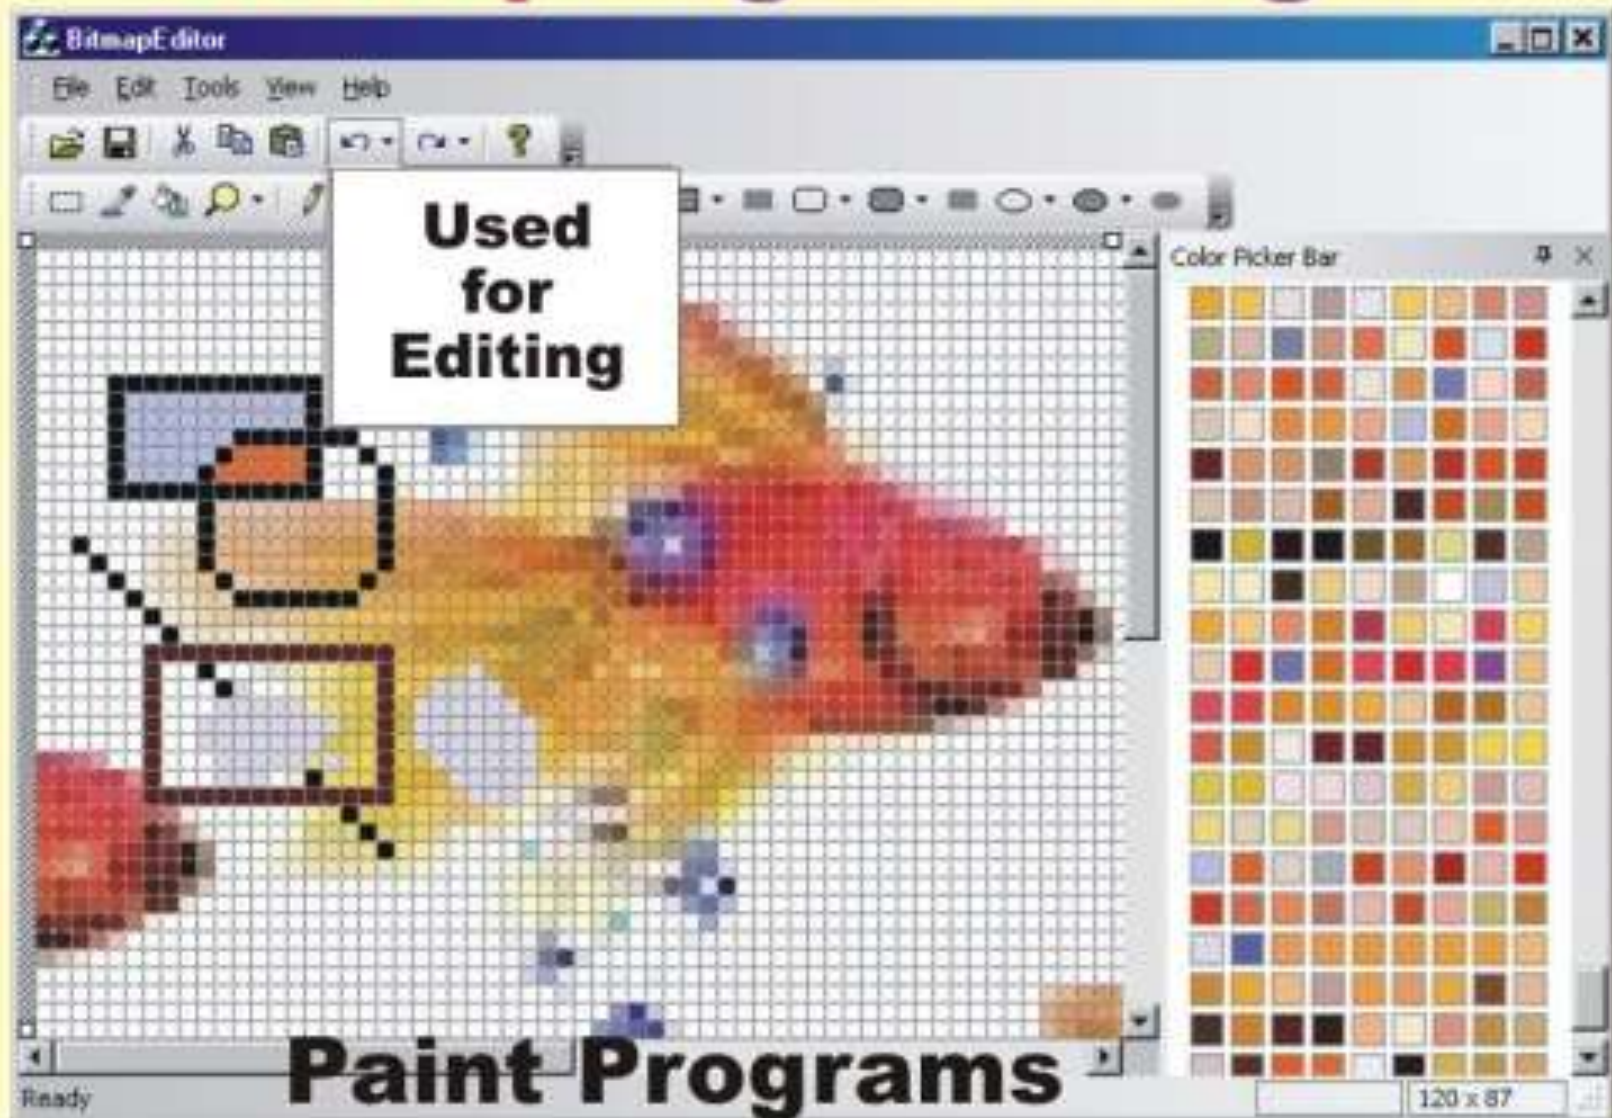 BitmapEditor
File Edit Tools View Help
Used
for
Editing
Color Picker Bar
Paint Programs
Ready
120 x 87